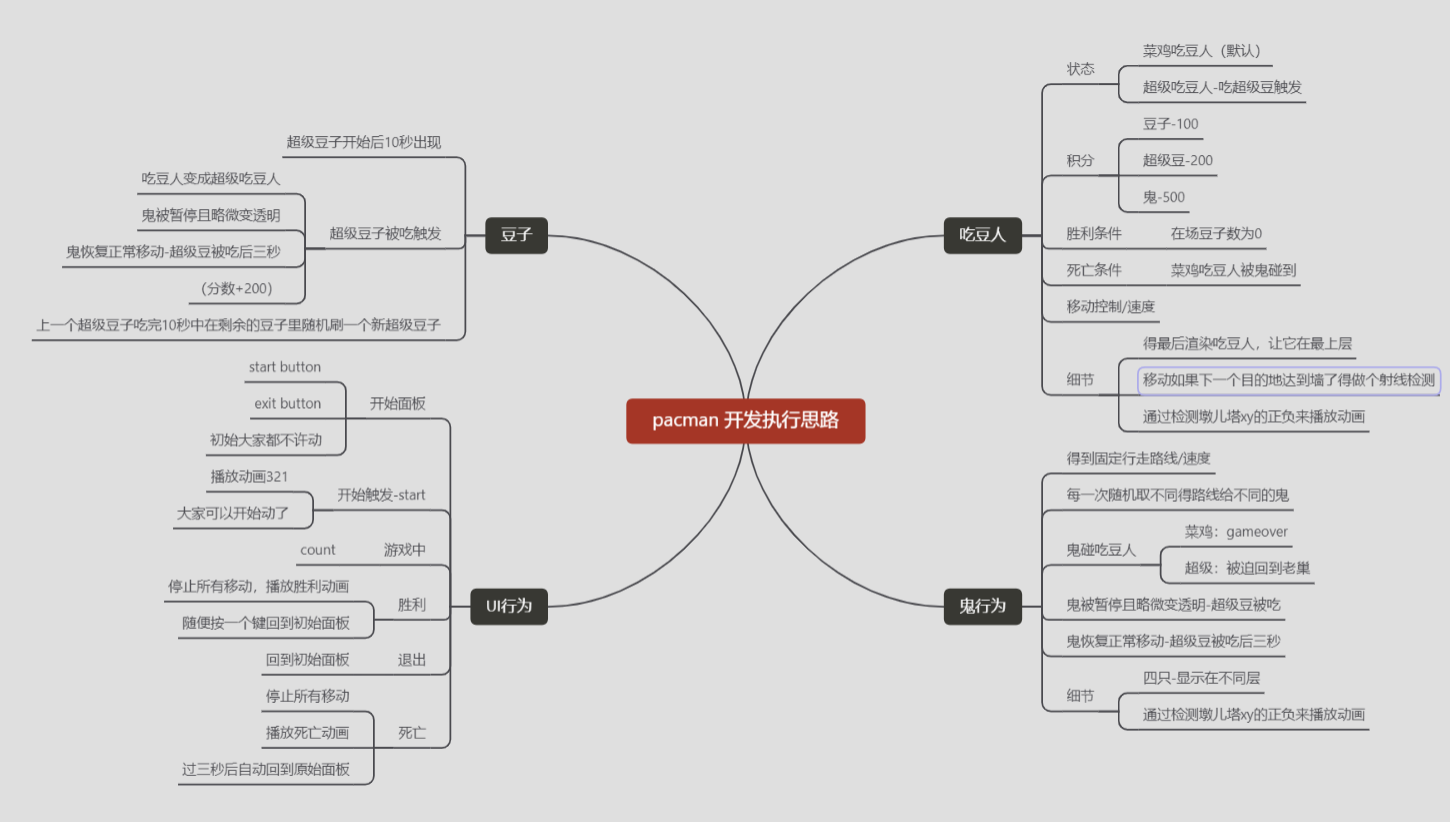 pacman 开发执行思路
吃豆人
状态
菜鸡吃豆人（默认）
超级吃豆人-吃超级豆触发
积分
豆子-100
超级豆-200
鬼-500
胜利条件
在场豆子数为0
死亡条件
菜鸡吃豆人被鬼碰到
移动控制/速度
细节
得最后渲染吃豆人，让它在最上层
移动如果下一个目的地达到墙了得做个射线检测
通过检测墩儿塔xy的正负来播放动画
鬼行为
得到固定行走路线/速度
每一次随机取不同得路线给不同的鬼
鬼碰吃豆人
菜鸡：gameover
超级：被迫回到老巢
鬼被暂停且略微变透明-超级豆被吃
鬼恢复正常移动-超级豆被吃后三秒
细节
四只-显示在不同层
通过检测墩儿塔xy的正负来播放动画
豆子
超级豆子开始后10秒出现
超级豆子被吃触发
吃豆人变成超级吃豆人
鬼被暂停且略微变透明
鬼恢复正常移动-超级豆被吃后三秒
（分数+200）
上一个超级豆子吃完10秒中在剩余的豆子里随机刷一个新超级豆子
UI行为
开始面板
start button
exit button
初始大家都不许动
开始触发-start
播放动画321
大家可以开始动了
游戏中
count
胜利
停止所有移动，播放胜利动画
随便按一个键回到初始面板
退出
回到初始面板
死亡
停止所有移动
播放死亡动画
过三秒后自动回到原始面板